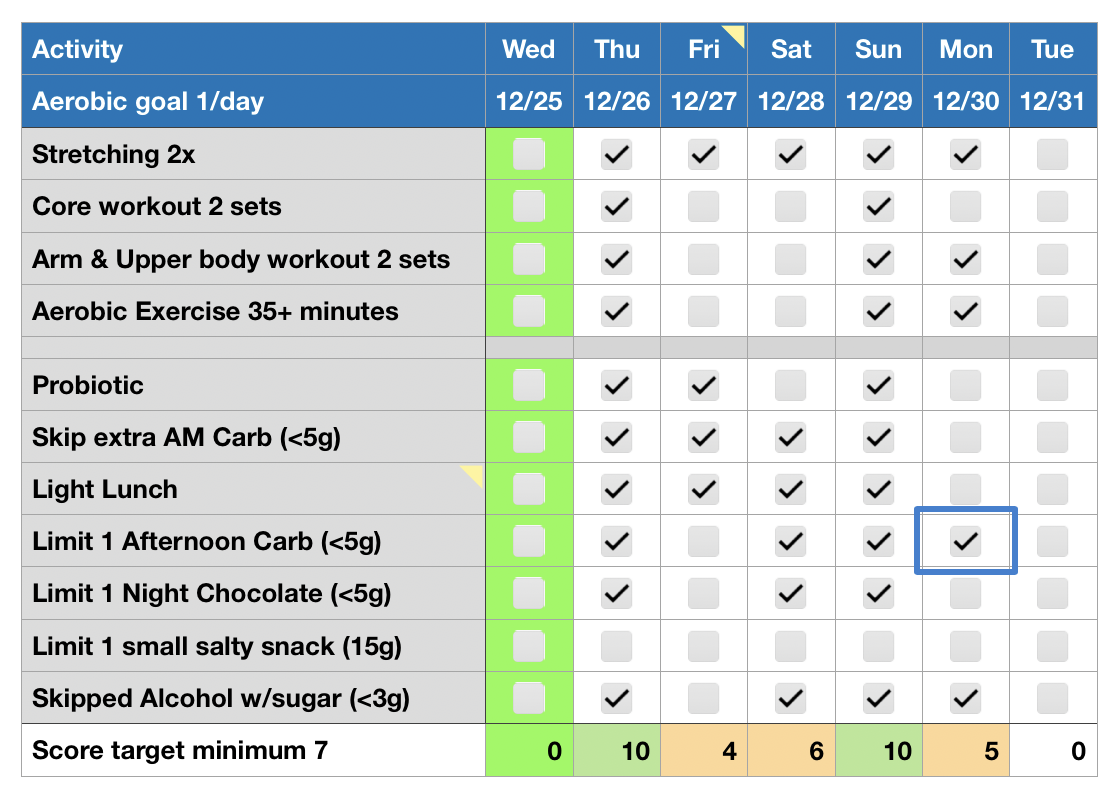 Activity Wed Thu Fri Sat Sun Mon Tue
Aerobic goal 1/day 12/25 12/26 12/27 12/28 12/29 12/30 12/31
Stretching 2x
Core workout 2 sets
Arm & Upper body workout 2 sets
Aerobic Exercise 35+ minutes
Probiotic
Skip extra AM Carb (<5g)
Light Lunch
Limit 1 Afternoon Carb (<5g)
Limit 1 Night Chocolate (<5g)
Limit 1 small salty snack (15g)
Skipped Alcohol w/sugar (<3g)
Score target minimum 7 0 10 4 6 10 5 0